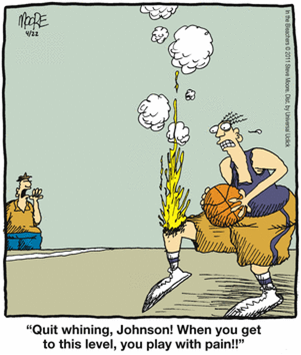 MOORE
4/22
In the Bleachers © 2011 Steve Moore. Dist. by Universal Uclick
"Quit whining, Johnson! When you get
to this level, you play with pain!!"